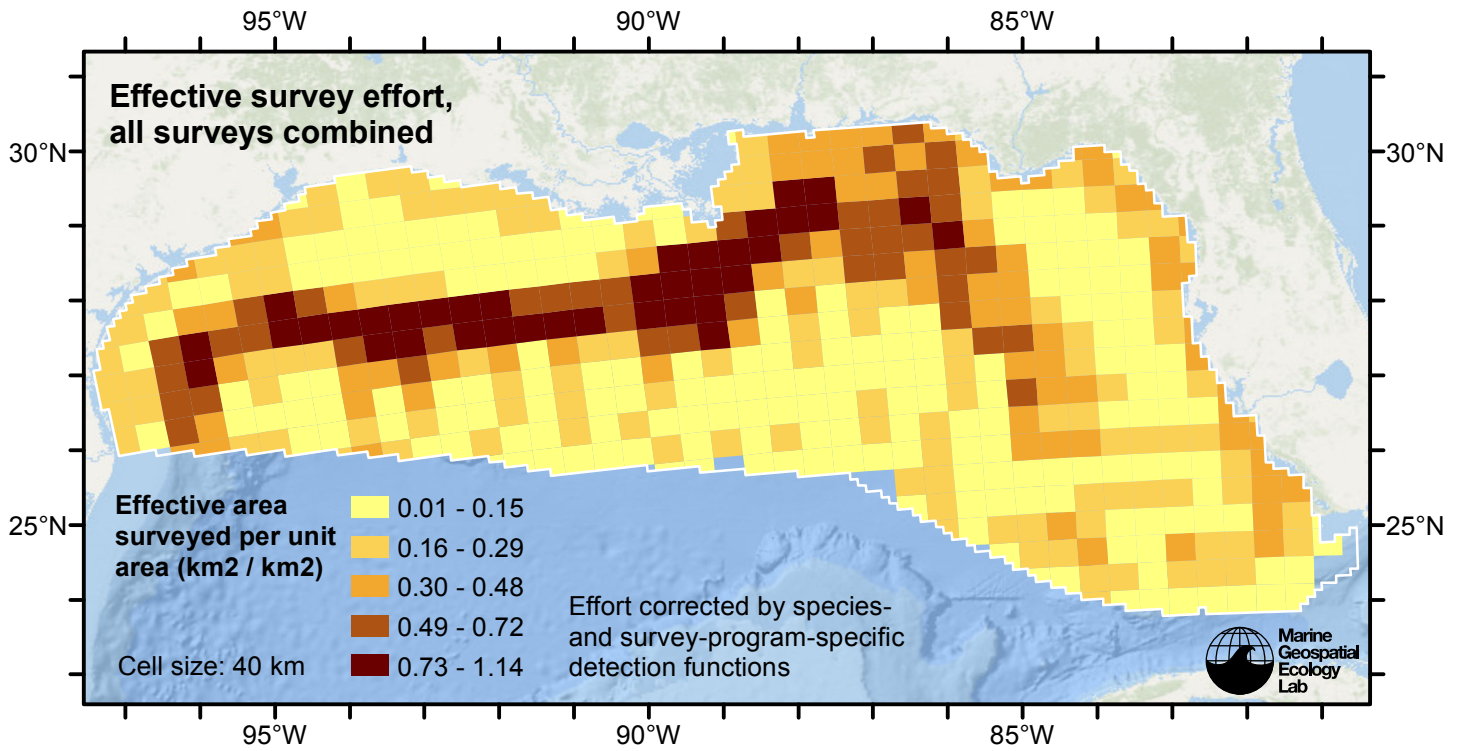 95°W
90°W
85°W
Effective survey effort,
all surveys combined
30°N
30°N
Effective area
surveyed per unit
area (km2 / km2)
0.01 - 0.15
0.16 - 0.29
0.30 - 0.48
0.49 - 0.72
0.73 - 1.14
Cell size: 40 km
25°N
25°N
Effort corrected by species-
and survey-program-specific
detection functions
Marine
Geospatial
Ecology
Lab
95°W
90°W
85°W